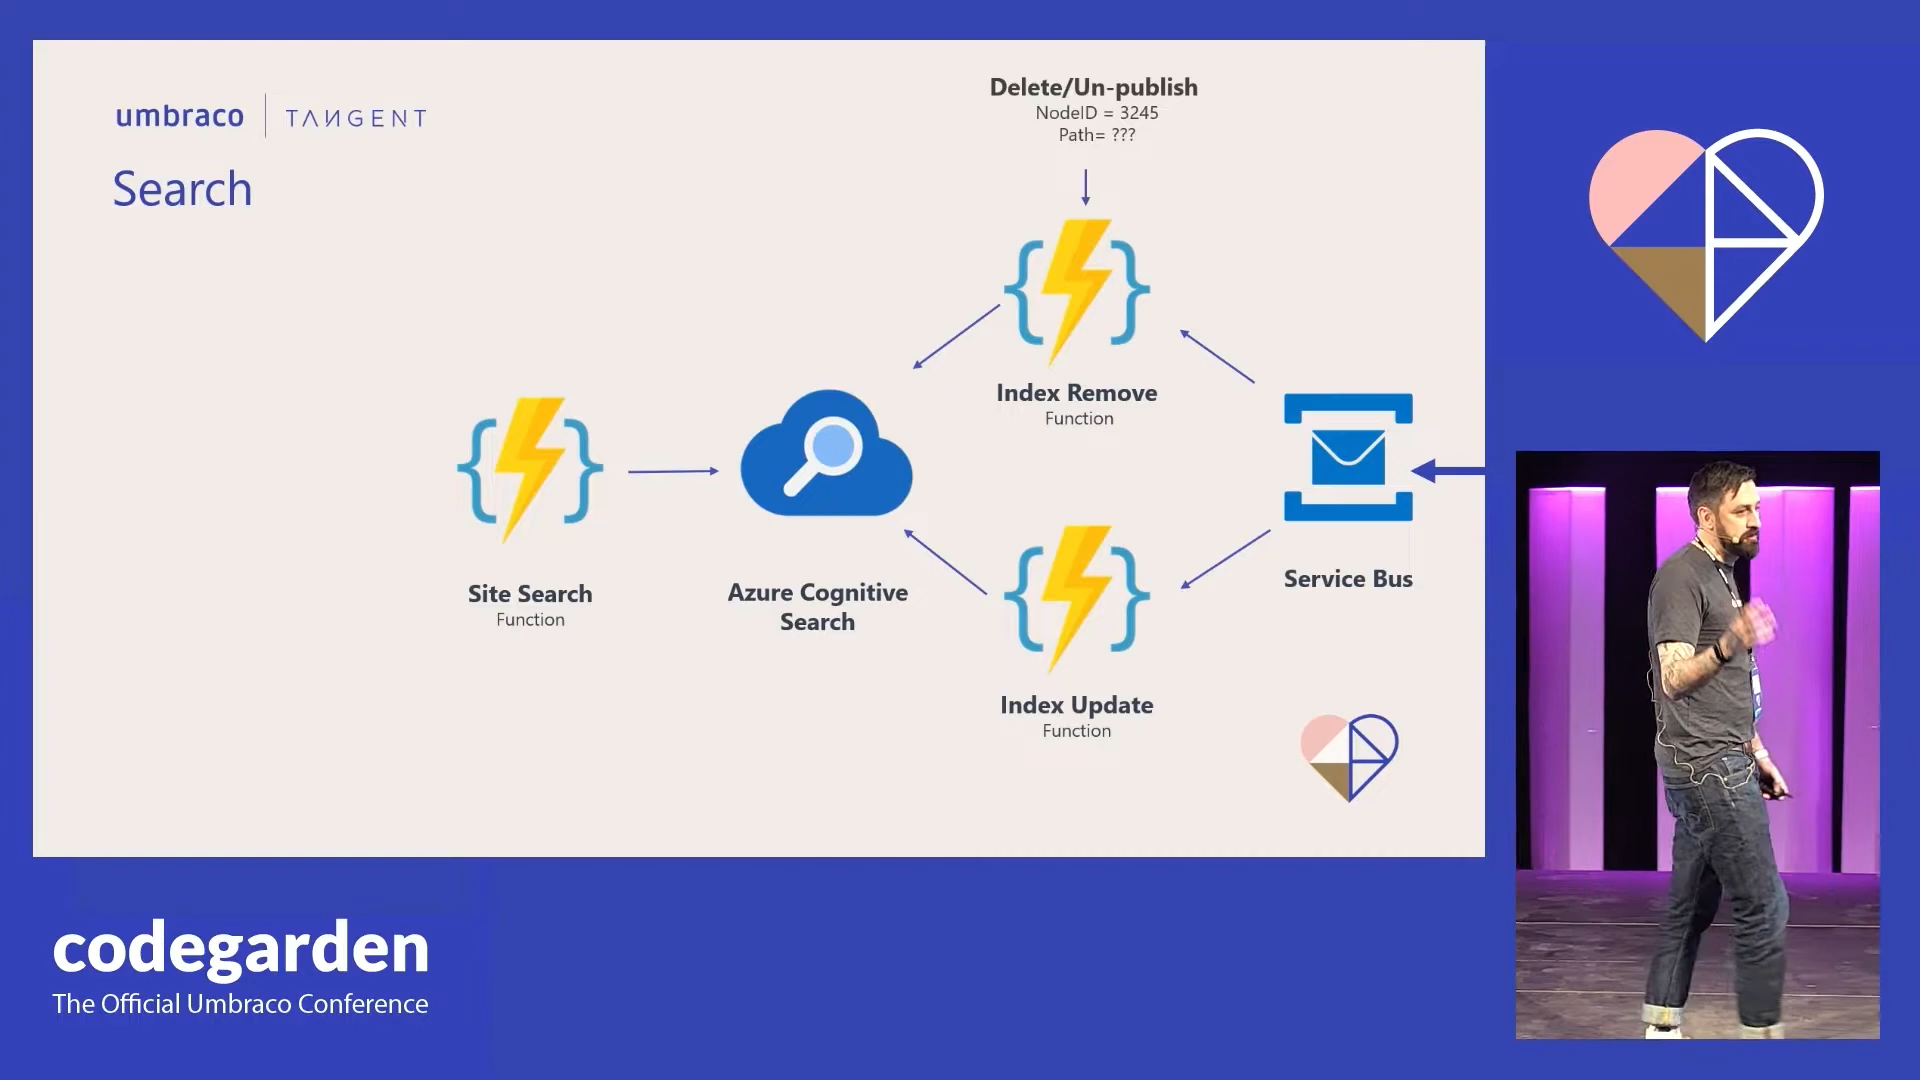 umbraco | TANGENT
Search
Delete/Un-publish
NodeID = 3245
Path= ???
Index Remove
Function
Site Search
Function
Azure Cognitive
Search
Service Bus
Index Update
Function
codegarden
The Official Umbraco Conference